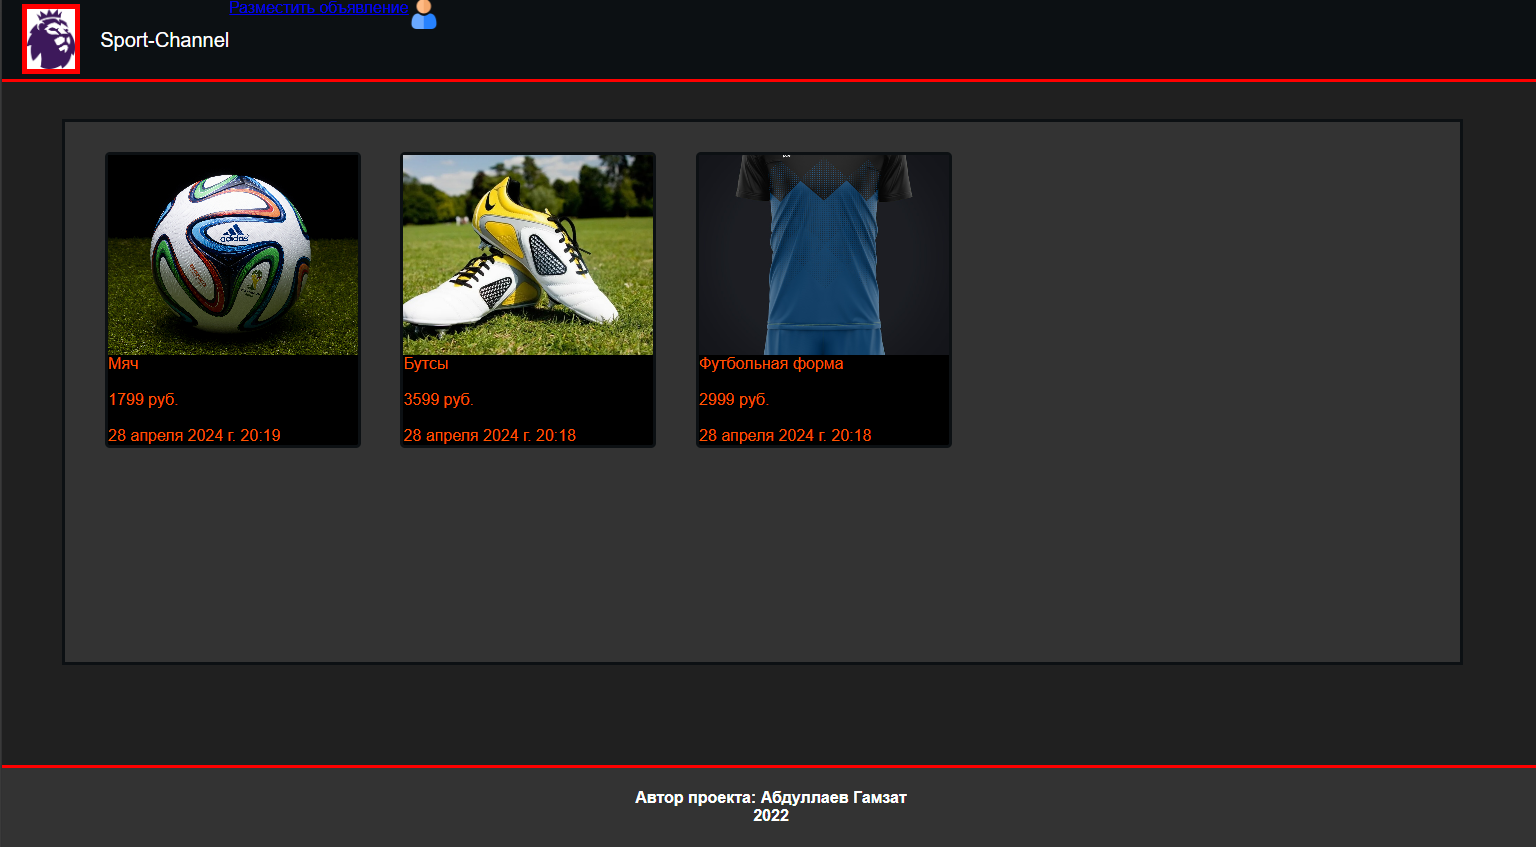 Разместить объявление
Sport-Channel
adidas
Мяч
1799 руб.
28 апреля 2024 г. 20:19
Бутсы
3599 руб.
28 апреля 2024 г. 20:18
Футбольная форма
2999 руб.
28 апреля 2024 г. 20:18
Автор проекта: Абдуллаев Гамзат
2022